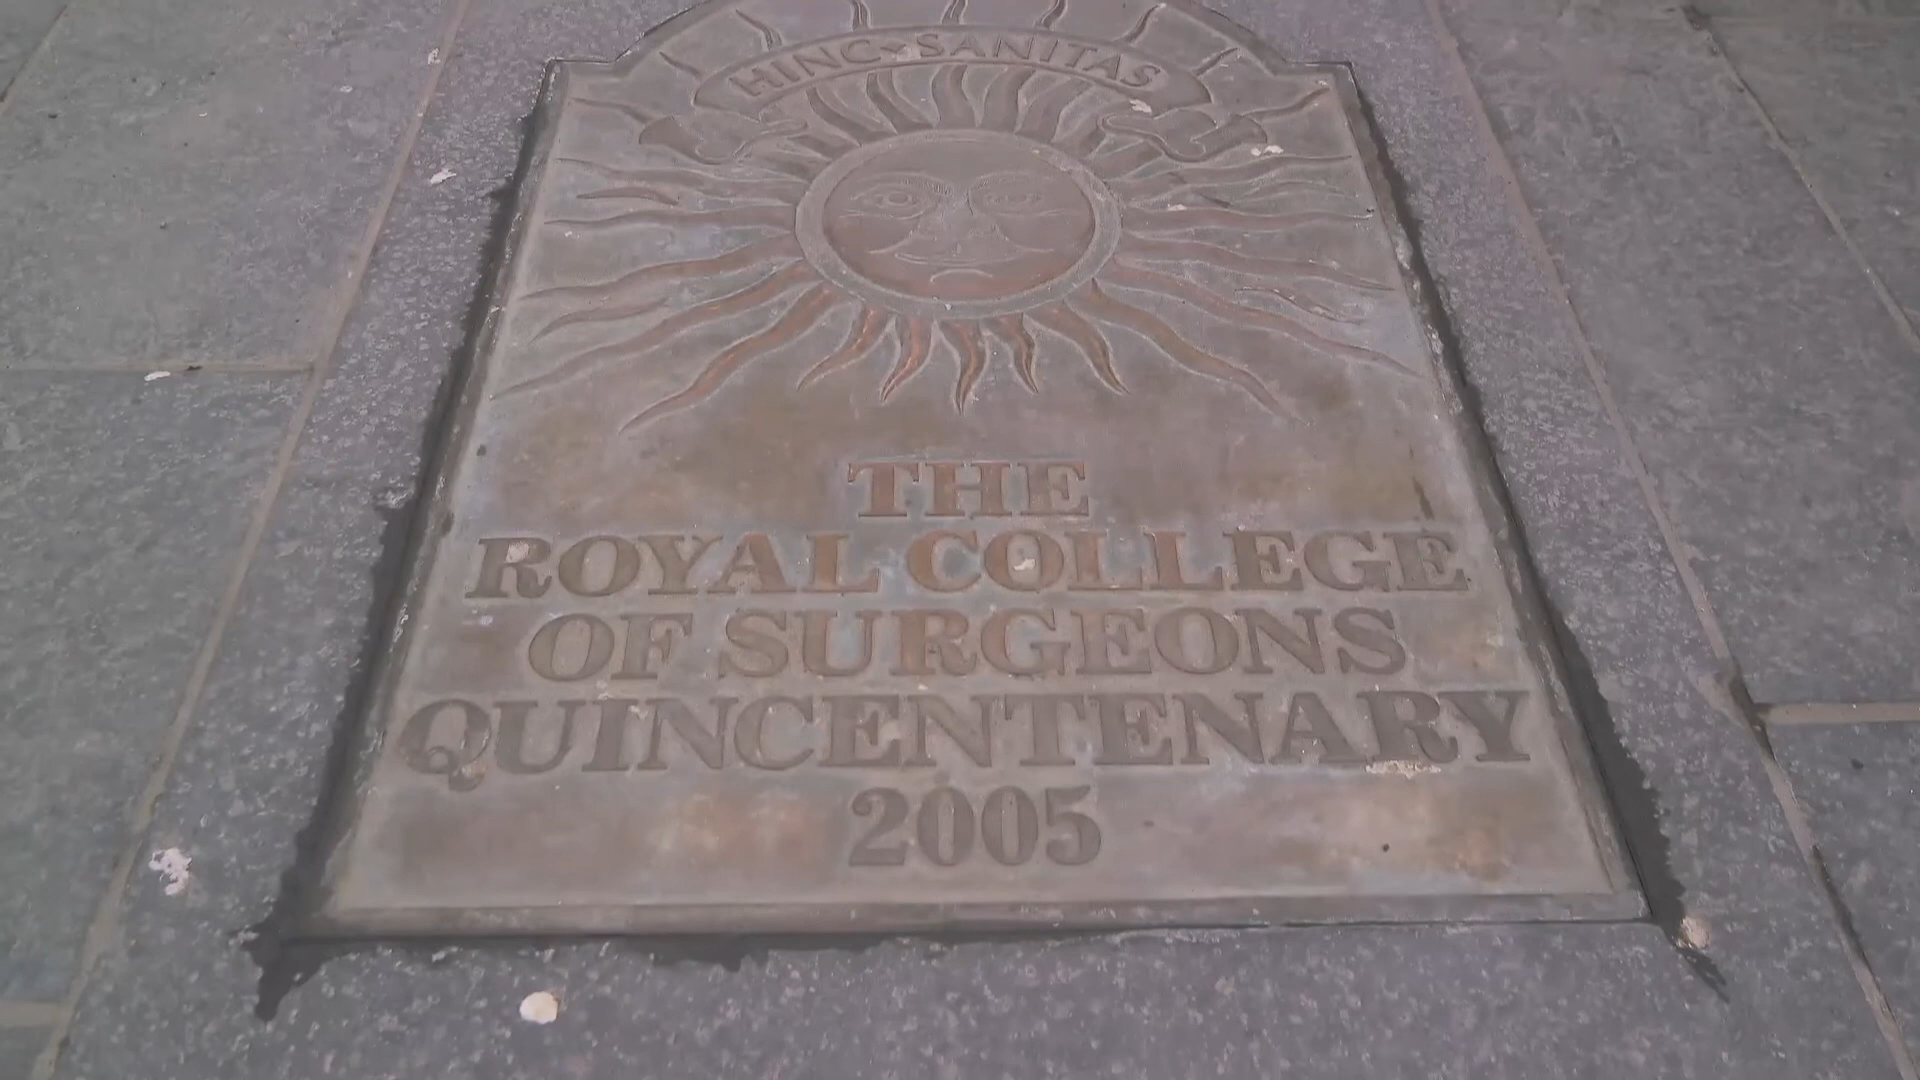 HINC SANITAS
THE
ROYAL COLLEGE
OF SURGEONS
QUINCENTENARY
2005